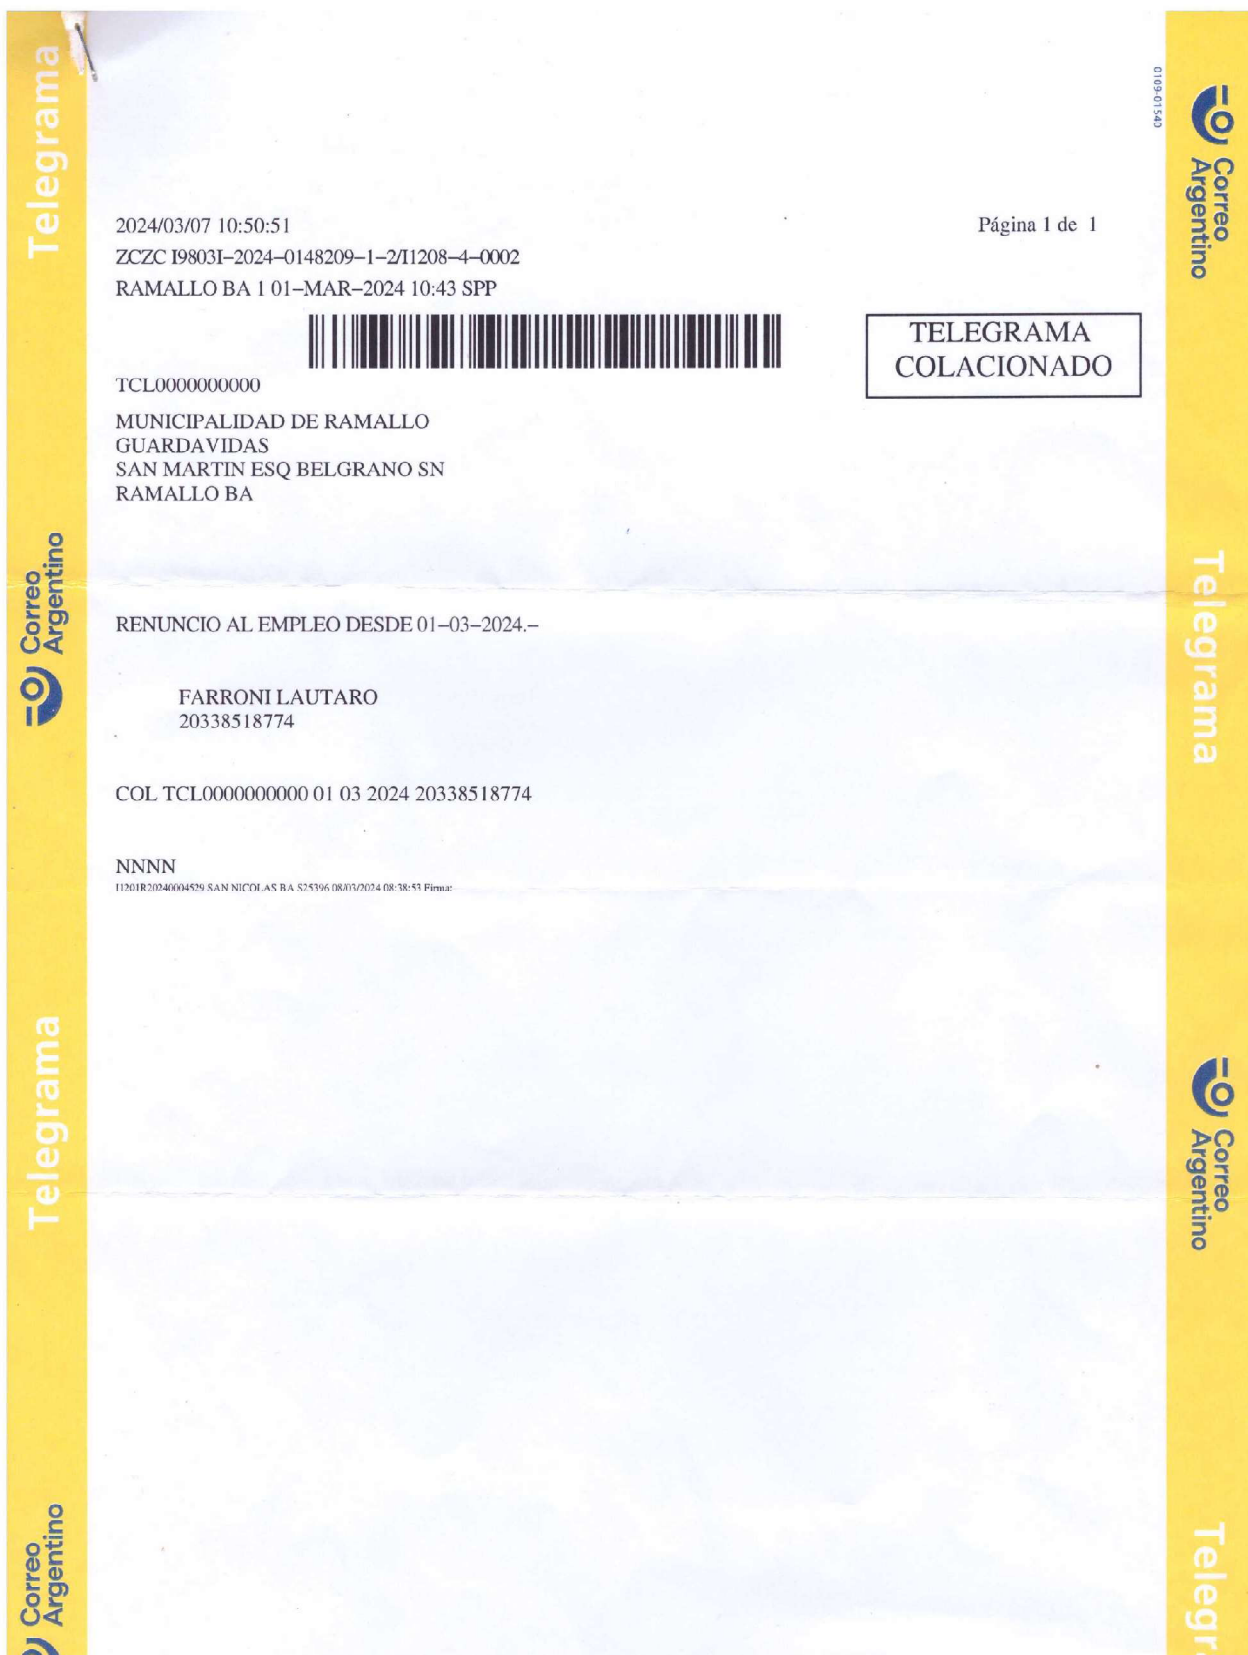 Telegrama
0109-01540
Correo
Argentino
2024/03/07 10:50:51
Página 1 de 1
ZCZC I9803I–2024–0148209–1–2/I1208–4–0002
RAMALLO BA 1 01–MAR–2024 10:43 SPP
TELEGRAMA
COLACIONADO
TCL0000000000
MUNICIPALIDAD DE RAMALLO
GUARDAVIDAS
SAN MARTIN ESQ BELGRANO SN
RAMALLO BA
Correo
Argentino
Telegrama
RENUNCIO AL EMPLEO DESDE 01–03–2024.–
FARRONI LAUTARO
20338518774
COL TCL0000000000 01 03 2024 20338518774
NNNN
I1201R20240004529 SAN NICOLAS BA S25396 08/03/2024 08:38:53 Firma:
Telegrama
Correo
Argentino
Correo
Argentino
Telegr